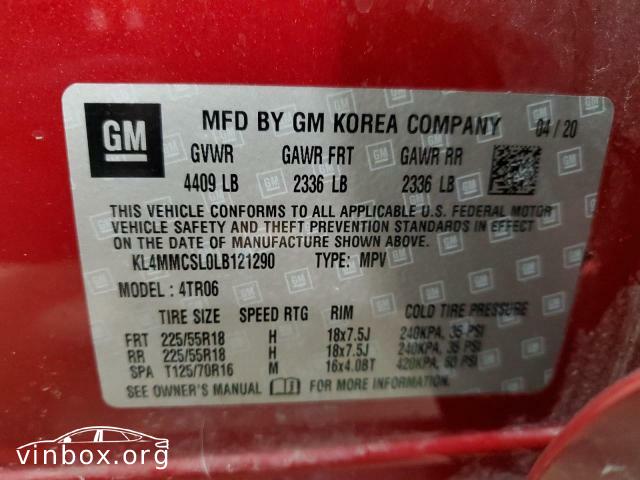 GM MFD BY GM KOREA COMPANY 04/20
GVWR GAWR FRT GAWR RR
4409 LB 2336 LB 2336 LB
THIS VEHICLE CONFORMS TO ALL APPLICABLE U.S. FEDERAL MOTOR
VEHICLE SAFETY AND THEFT PREVENTION STANDARDS IN EFFECT
ON THE DATE OF MANUFACTURE SHOWN ABOVE.
KL4MMCSL0LB121290 TYPE: MPV
MODEL: 4TR06
TIRE SIZE SPEED RTG RIM COLD TIRE PRESSURE
FRT 225/55R18 H 18x7.5J 240KPA, 35 PSI
RR 225/55R18 H 18x7.5J 240KPA, 35 PSI
SPA T125/70R16 M 16x4.0BT 420KPA, 60 PSI
SEE OWNER'S MANUAL FOR MORE INFORMATION
vinbox.org